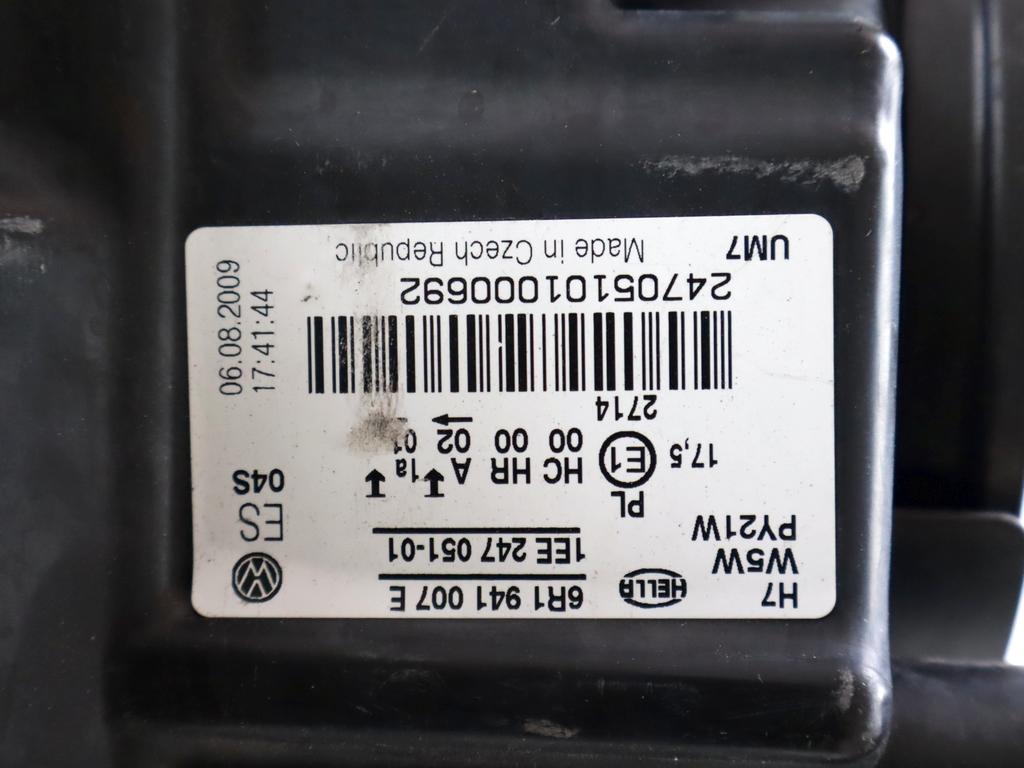 H7
W5W
PY21W
HELLA
6R1 941 007 E
1EE 247 051-01
PL
E1
17,5
2714
HC HR A 1a
00 00 02 01
ES
04S
24705101000692
UM7
Made in Czech Republic
06.08.2009
17:41:44